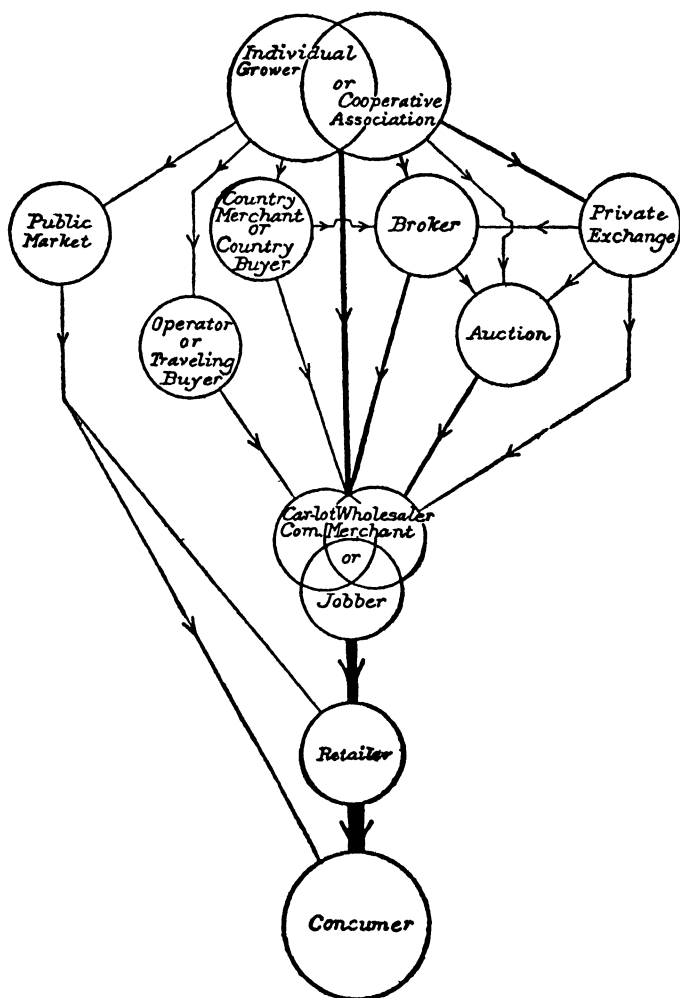 Individual
Grower
or
Cooperative
Association
Public
Market
Country
Merchant
or
Country
Buyer
Broker
Private
Exchange
Operator
or
Traveling
Buyer
Auction
Car-lot Wholesaler
Com. Merchant
or
Jobber
Retailer
Consumer